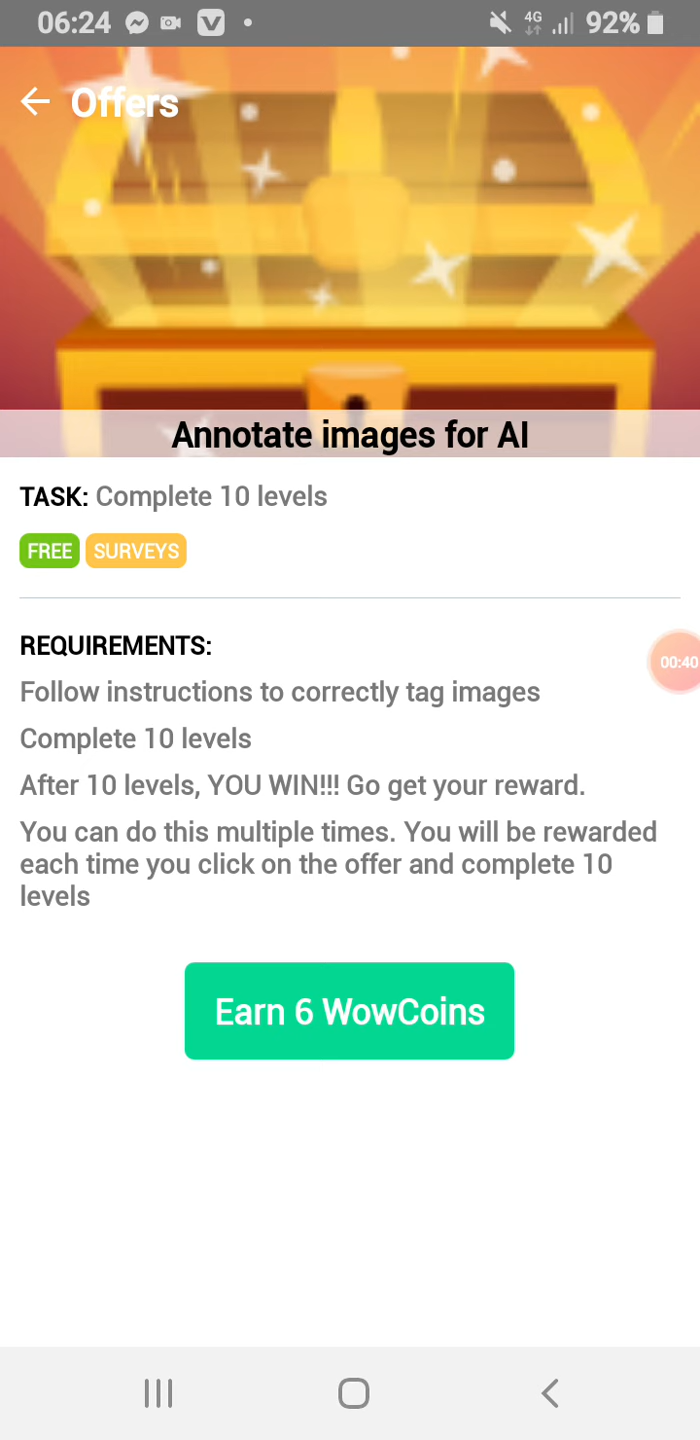 06:24
4G
92%
Offers
Annotate images for AI
TASK: Complete 10 levels
FREE SURVEYS
REQUIREMENTS:
00:40
Follow instructions to correctly tag images
Complete 10 levels
After 10 levels, YOU WIN!!! Go get your reward.
You can do this multiple times. You will be rewarded
each time you click on the offer and complete 10
levels
Earn 6 WowCoins